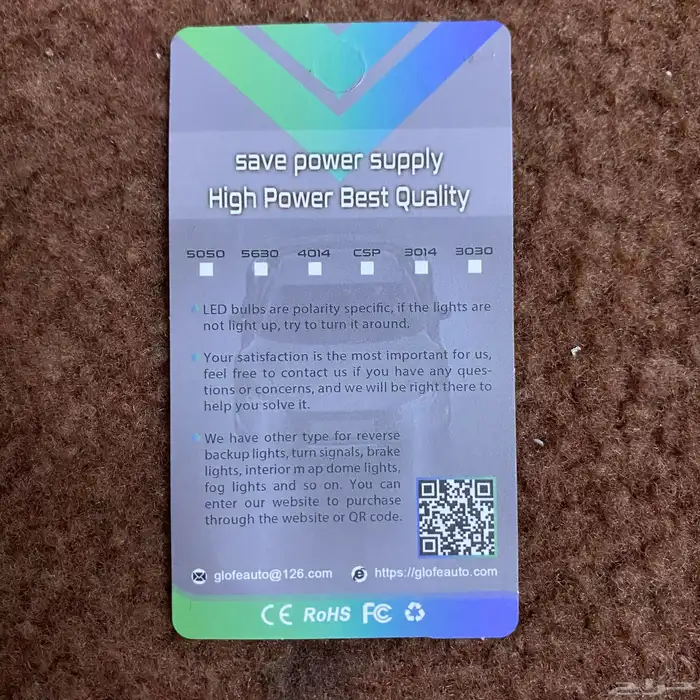 save power supply
High Power Best Quality
5050 5630 4014 CSP 3014 3030
LED bulbs are polarity specific, if the lights are
not light up, try to turn it around.
Your satisfaction is the most important for us,
feel free to contact us if you have any ques-
tions or concerns, and we will be right there to
help you solve it.
We have other type for reverse
backup lights, turn signals, brake
lights, interior m ap dome lights,
fog lights and so on. You can
enter our website to purchase
through the website or QR code.
glofeauto@126.com https://glofeauto.com
CE RoHS FC